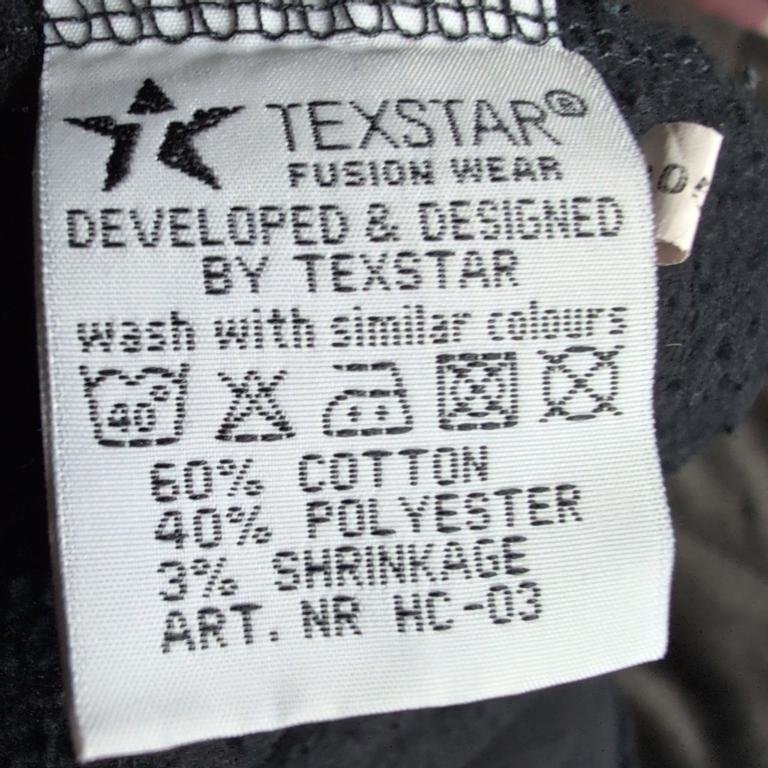 TEXSTAR®
FUSION WEAR
DEVELOPED & DESIGNED
BY TEXSTAR
wash with similar colours
40°
60% COTTON
40% POLYESTER
3% SHRINKAGE
ART. NR HC-03